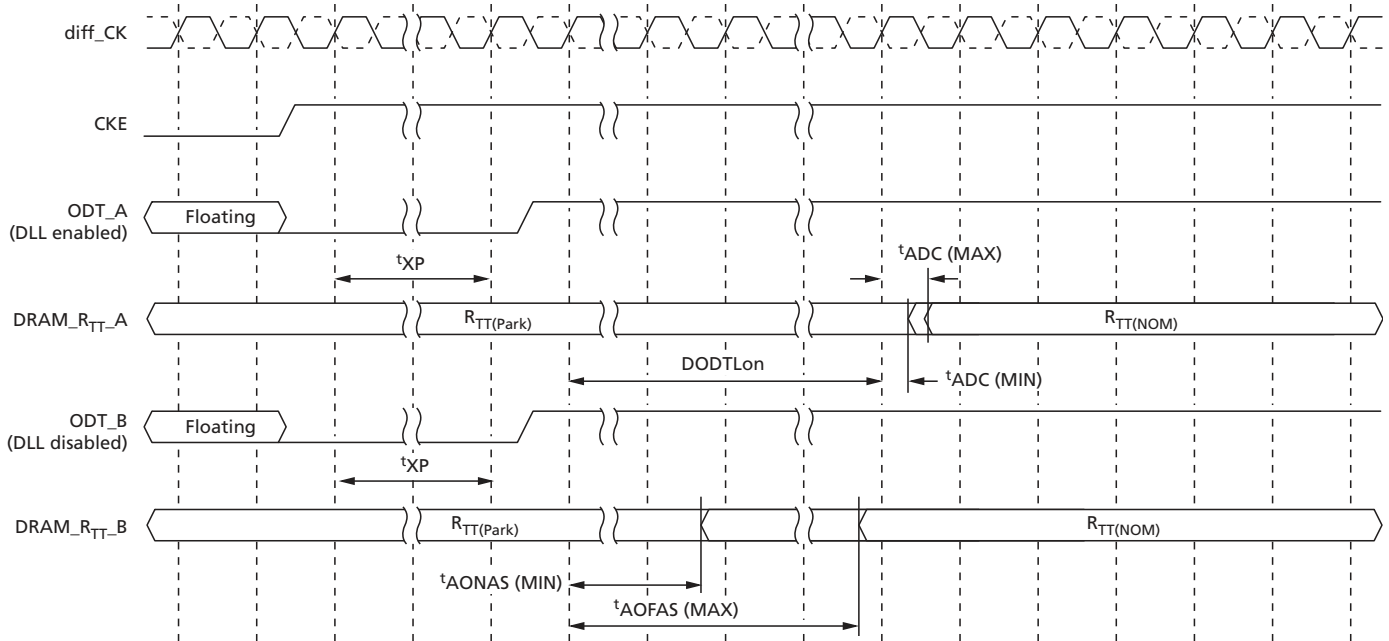 diff_CK
CKE
ODT_A
(DLL enabled)
Floating
tXP
tADC (MAX)
DRAM_RTT_A
RTT(Park)
RTT(NOM)
DODTLon
tADC (MIN)
ODT_B
(DLL disabled)
Floating
tXP
DRAM_RTT_B
RTT(Park)
RTT(NOM)
tAONAS (MIN)
tAOFAS (MAX)